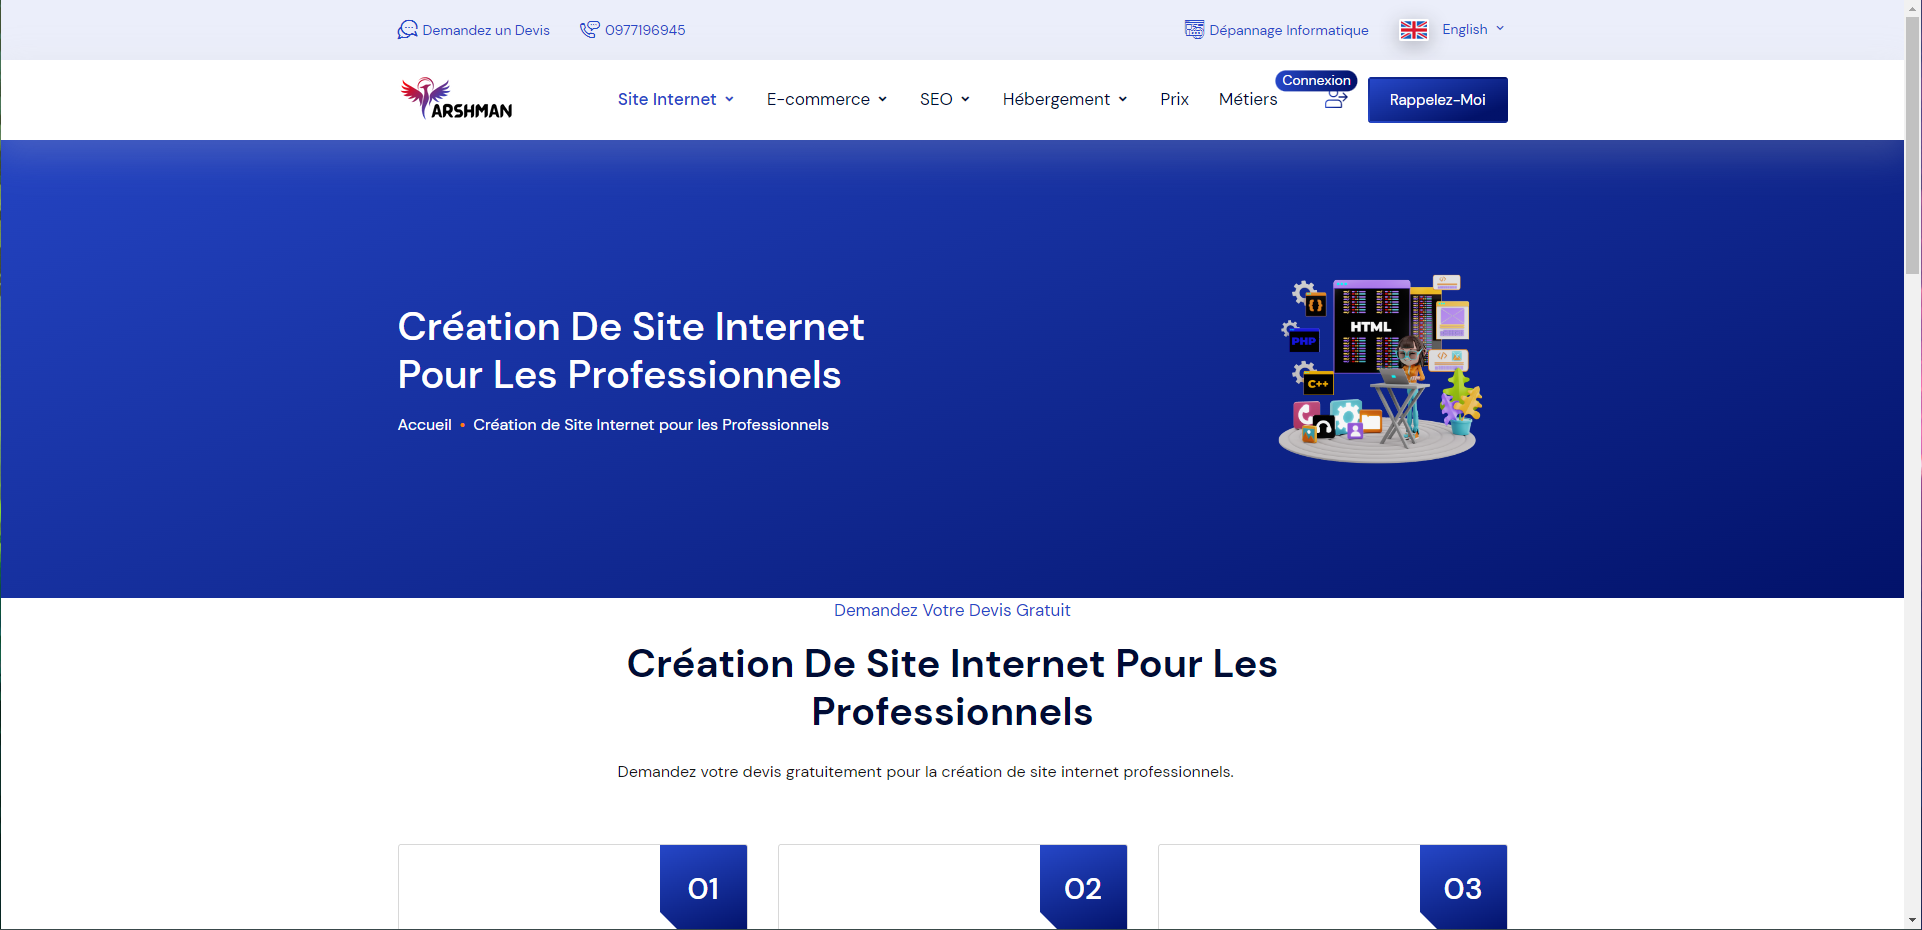 Demandez un Devis
0977196945
Dépannage Informatique
English
ARSHMAN
Site Internet
E-commerce
SEO
Hébergement
Prix
Métiers
Connexion
Rappelez-Moi
Création De Site Internet
Pour Les Professionnels
Accueil • Création de Site Internet pour les Professionnels
HTML
PHP
C++
Demandez Votre Devis Gratuit
Création De Site Internet Pour Les
Professionnels
Demandez votre devis gratuitement pour la création de site internet professionnels.
01
02
03